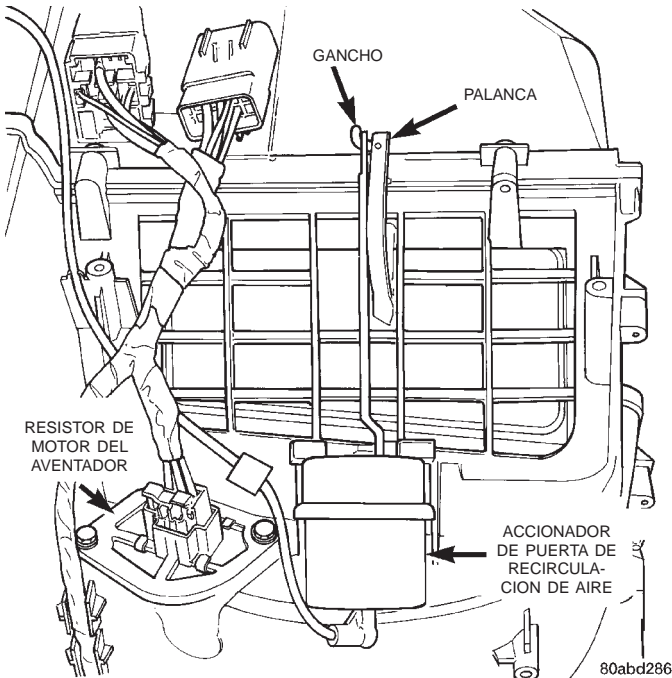 GANCHO
PALANCA
RESISTOR DE
MOTOR DEL
AVENTADOR
ACCIONADOR
DE PUERTA DE
RECIRCULA-
CION DE AIRE
80abd286